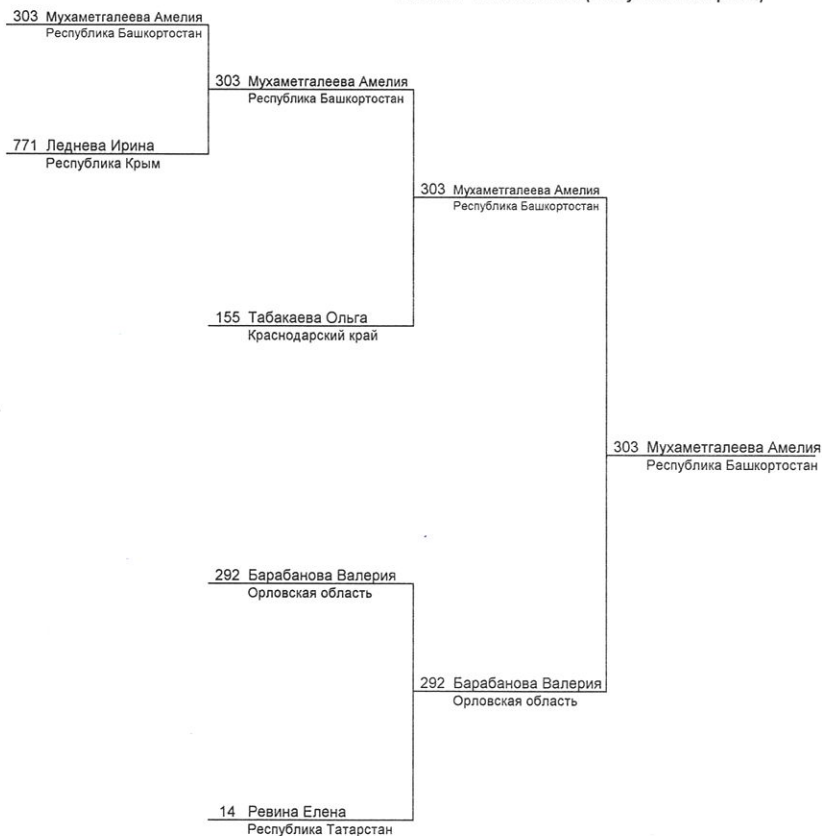 303 Мухаметгалеева Амелия
Республика Башкортостан
303 Мухаметгалеева Амелия
Республика Башкортостан
771 Леднева Ирина
Республика Крым
303 Мухаметгалеева Амелия
Республика Башкортостан
155 Табакаева Ольга
Краснодарский край
303 Мухаметгалеева Амелия
Республика Башкортостан
292 Барабанова Валерия
Орловская область
292 Барабанова Валерия
Орловская область
14 Ревина Елена
Республика Татарстан